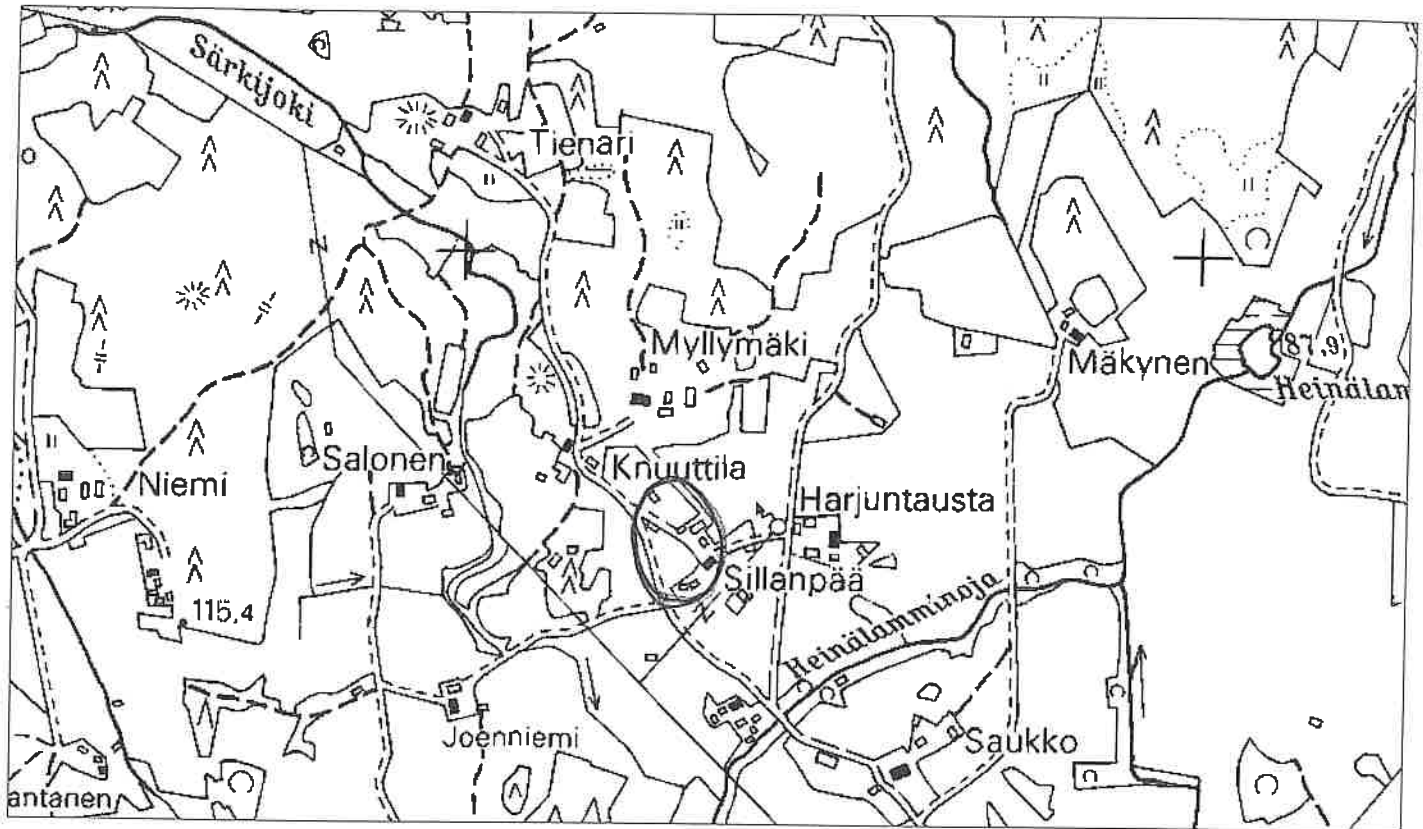 Särkijoki
Tienari
Myllymäki
Mäkynen
87,9
Heinälam
Salonen
Knuuttila
Niemi
Harjuntausta
Sillanpää
115,4
Heinälamminoja
Joenniemi
Saukko
antanen